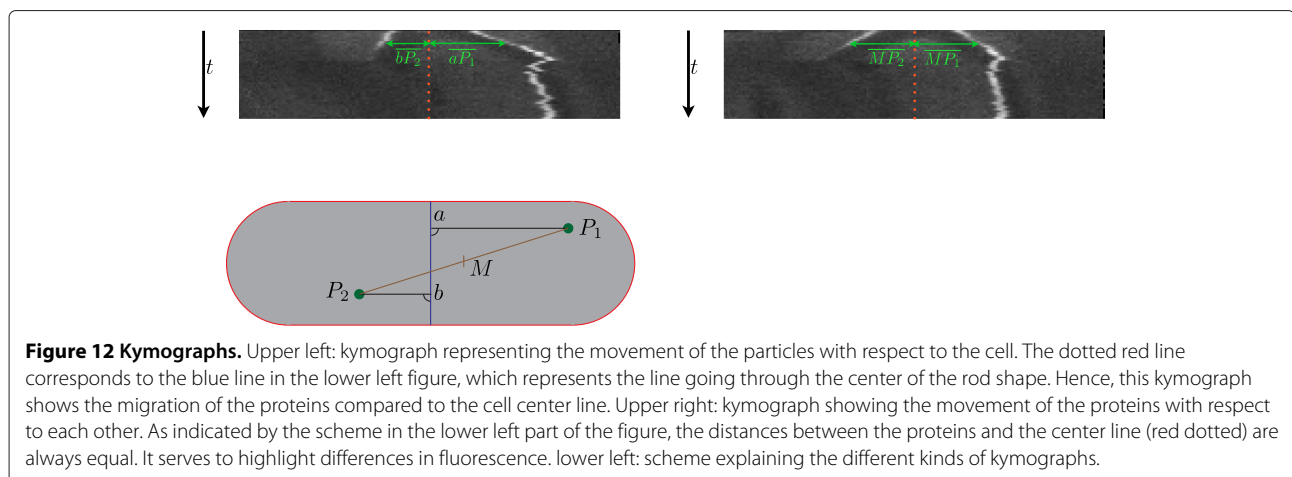 t
bP₂ aP₁
t
MP₂ MP₁
a
P₁
M
P₂
b
Figure 12 Kymographs. Upper left: kymograph representing the movement of the particles with respect to the cell. The dotted red line
corresponds to the blue line in the lower left figure, which represents the line going through the center of the rod shape. Hence, this kymograph
shows the migration of the proteins compared to the cell center line. Upper right: kymograph showing the movement of the proteins with respect
to each other. As indicated by the scheme in the lower left part of the figure, the distances between the proteins and the center line (red dotted) are
always equal. It serves to highlight differences in fluorescence. lower left: scheme explaining the different kinds of kymographs.